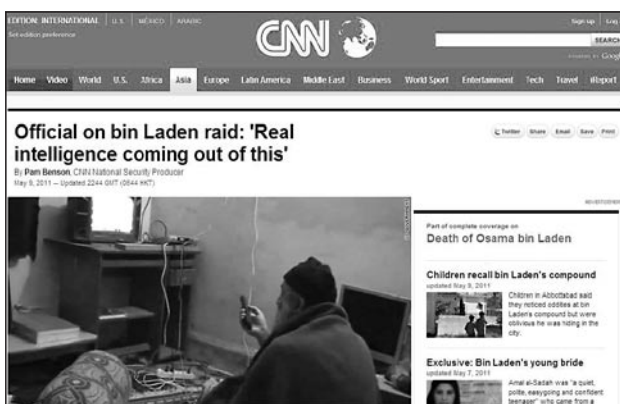 EDITION: INTERNATIONAL U.S. MÉXICO ARABIC
Set edition preference
Sign up Log
CNN
SEARCH
Home Video World U.S. Africa Asia Europe Latin America Middle East Business World Sport Entertainment Tech Travel iReport
Official on bin Laden raid: 'Real
intelligence coming out of this'
Twitter Share Email Save Print
By Pam Benson, CNN National Security Producer
May 9, 2011 — Updated 2244 GMT (0644 HKT)
Part of complete coverage on
Death of Osama bin Laden
Children recall bin Laden's compound
updated May 9, 2011
Children in Abbottabad said
they noticed oddities at bin
Laden's compound but were
oblivious he was hiding in the
city.
Exclusive: Bin Laden's young bride
updated May 7, 2011
Amal al-Sadah was "a quiet,
polite, easygoing and confident
teenager" who came from a